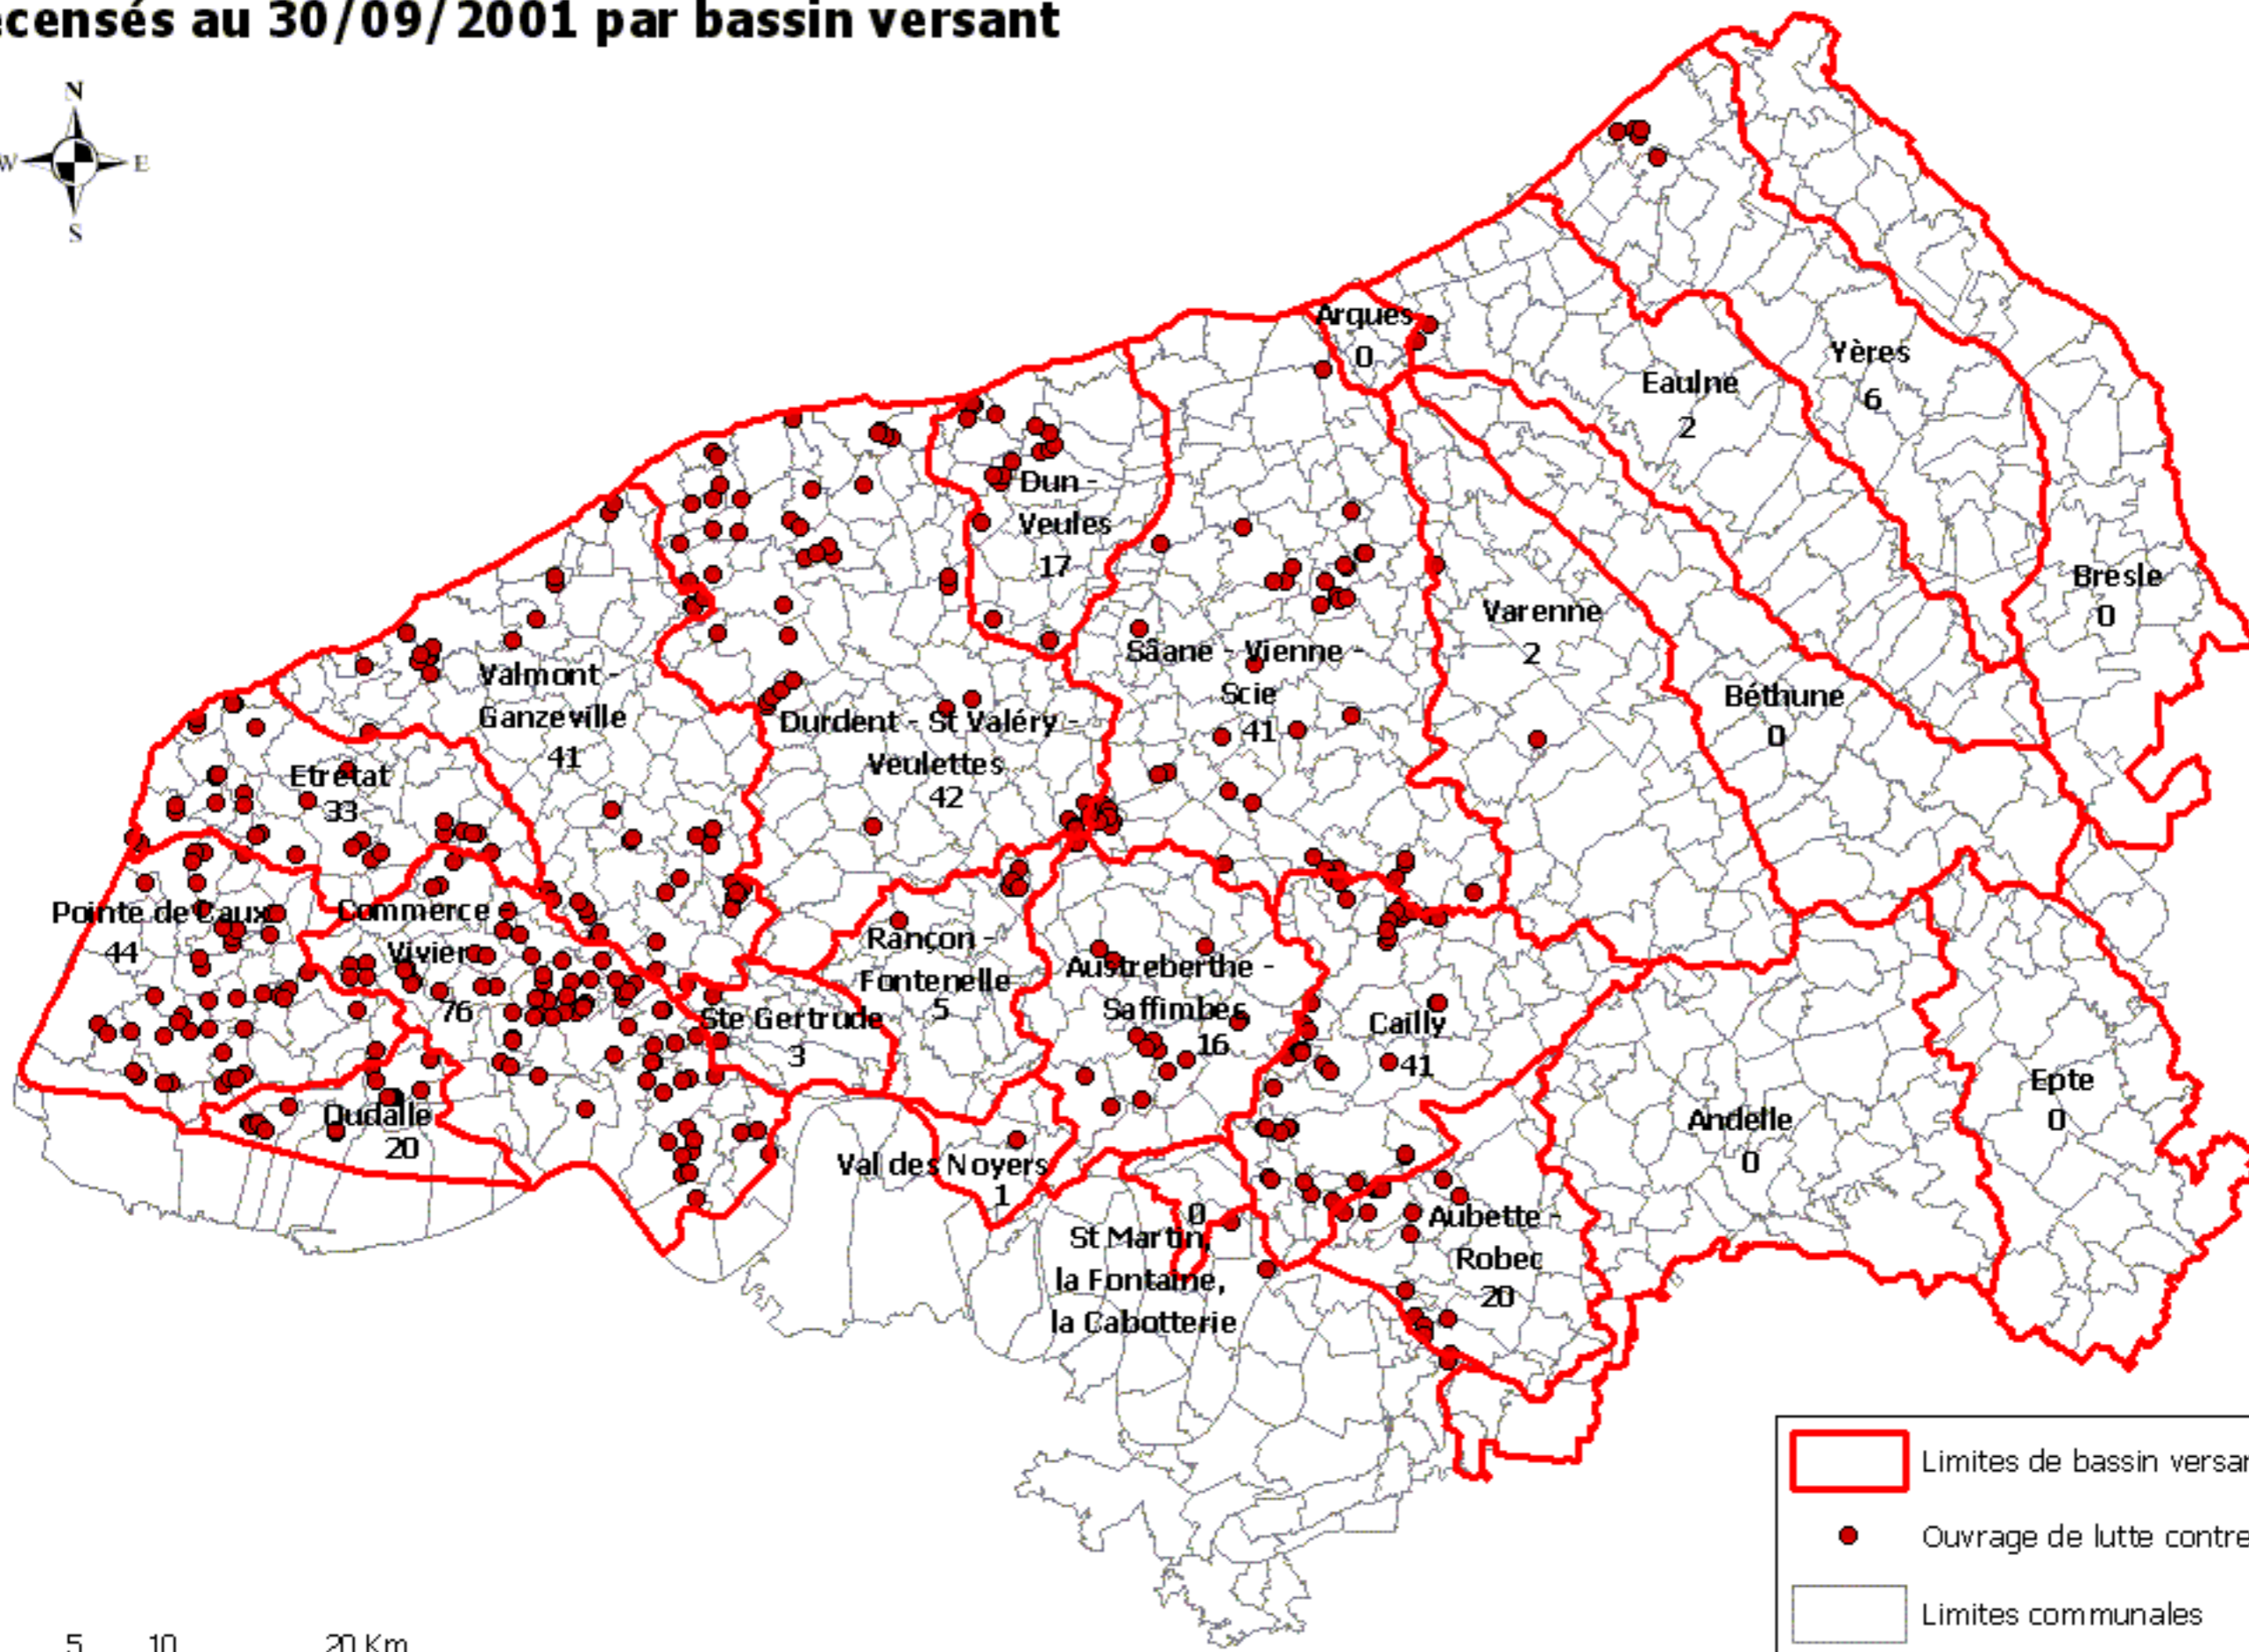 ecensés au 30/09/2001 par bassin versant
N
W E
S
Arques
0
Yères
6
Eaulne
2
Dun -
Veules
17
Bresle
0
Varenne
2
Sâane - Vienne -
Scie
41
Valmont -
Ganzeville
41
Béthune
0
Durdent - St Valéry -
Veulettes
42
Etretat
33
Pointe de Caux
44
Commerce -
Vivier
76
Rançon -
Fontenelle
5
Austreberthe -
Saffimbec
16
Ste Gertrude
3
Cailly
41
Epte
0
Andelle
0
Oudalle
20
Val des Noyers
1
0
St Martin,
la Fontaine,
la Cabotterie
Aubette -
Robec
20
Limites de bassin versan
Ouvrage de lutte contre
Limites communales
5 10 20 Km